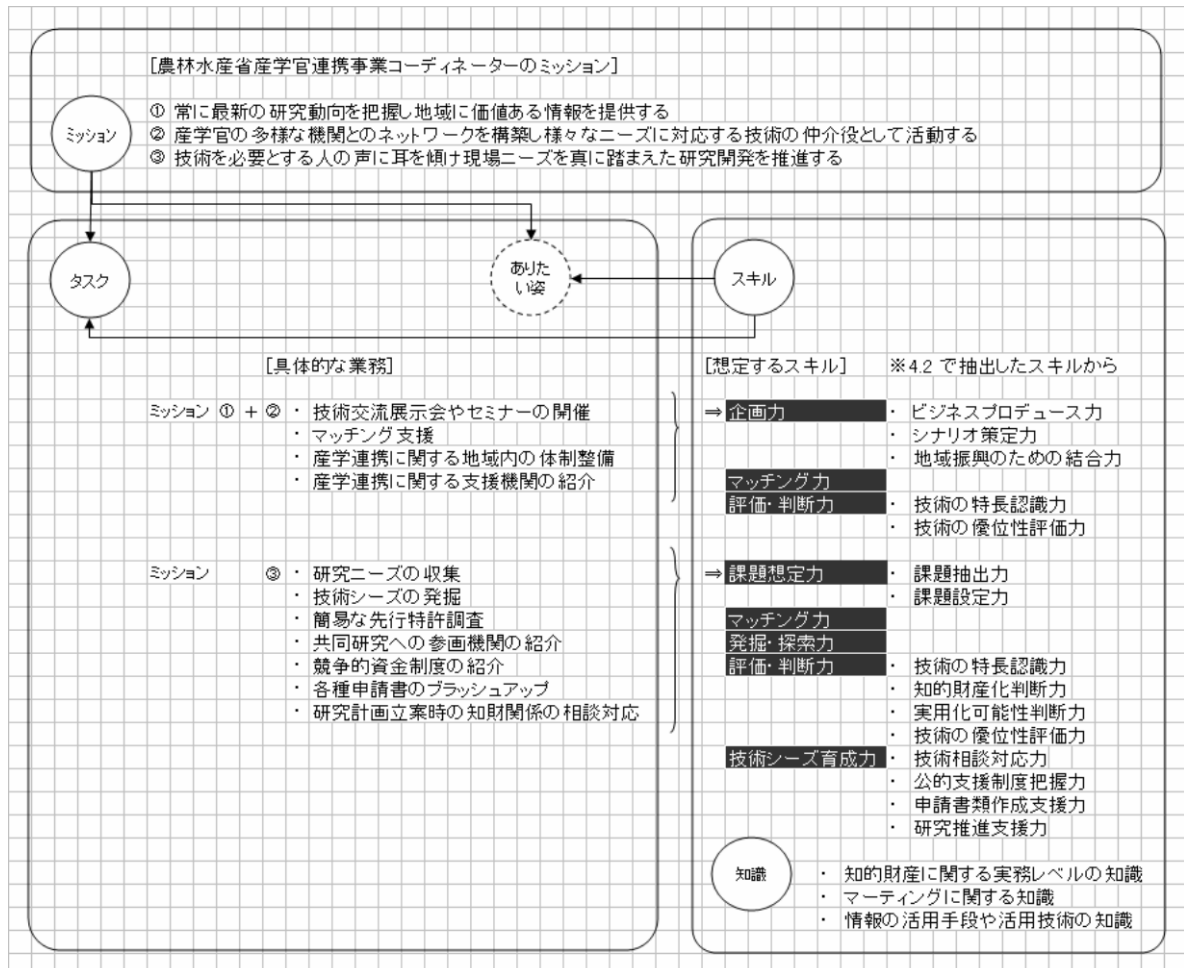 [農林水産省産学官連携事業コーディネーターのミッション]
ミッション
① 常に最新の研究動向を把握し地域に価値ある情報を提供する
② 産学官の多様な機関とのネットワークを構築し様々なニーズに対応する技術の仲介役として活動する
③ 技術を必要とする人の声に耳を傾け現場ニーズを真に踏まえた研究開発を推進する
タスク
ありた
い姿
スキル
[具体的な業務]
ミッション ① + ② ・ 技術交流展示会やセミナーの開催
・ マッチング支援
・ 産学連携に関する地域内の体制整備
・ 産学連携に関する支援機関の紹介
ミッション ③ ・ 研究ニーズの収集
・ 技術シーズの発掘
・ 簡易な先行特許調査
・ 共同研究への参画機関の紹介
・ 競争的資金制度の紹介
・ 各種申請書のブラッシュアップ
・ 研究計画立案時の知財関係の相談対応
[想定するスキル] ※4.2 で抽出したスキルから
⇒ 企画力 ・ ビジネスプロデュース力
・ シナリオ策定力
・ 地域振興のための結合力
マッチング力
評価・判断力 ・ 技術の特長認識力
・ 技術の優位性評価力
⇒ 課題想定力 ・ 課題抽出力
・ 課題設定力
マッチング力
発掘・探索力
評価・判断力 ・ 技術の特長認識力
・ 知的財産化判断力
・ 実用化可能性判断力
・ 技術の優位性評価力
技術シーズ育成力 ・ 技術相談対応力
・ 公的支援制度把握力
・ 申請書類作成支援力
・ 研究推進支援力
知識
・ 知的財産に関する実務レベルの知識
・ マーティングに関する知識
・ 情報の活用手段や活用技術の知識